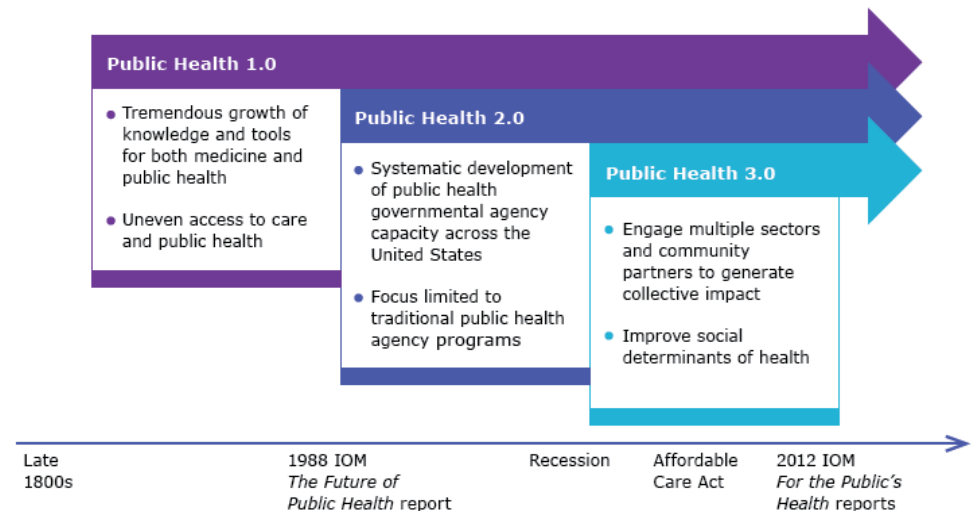 Public Health 1.0
• Tremendous growth of
knowledge and tools
for both medicine and
public health
• Uneven access to care
and public health
Public Health 2.0
• Systematic development
of public health
governmental agency
capacity across the
United States
• Focus limited to
traditional public health
agency programs
Public Health 3.0
• Engage multiple sectors
and community
partners to generate
collective impact
• Improve social
determinants of health
Late
1800s
1988 IOM
The Future of
Public Health report
Recession
Affordable
Care Act
2012 IOM
For the Public's
Health reports